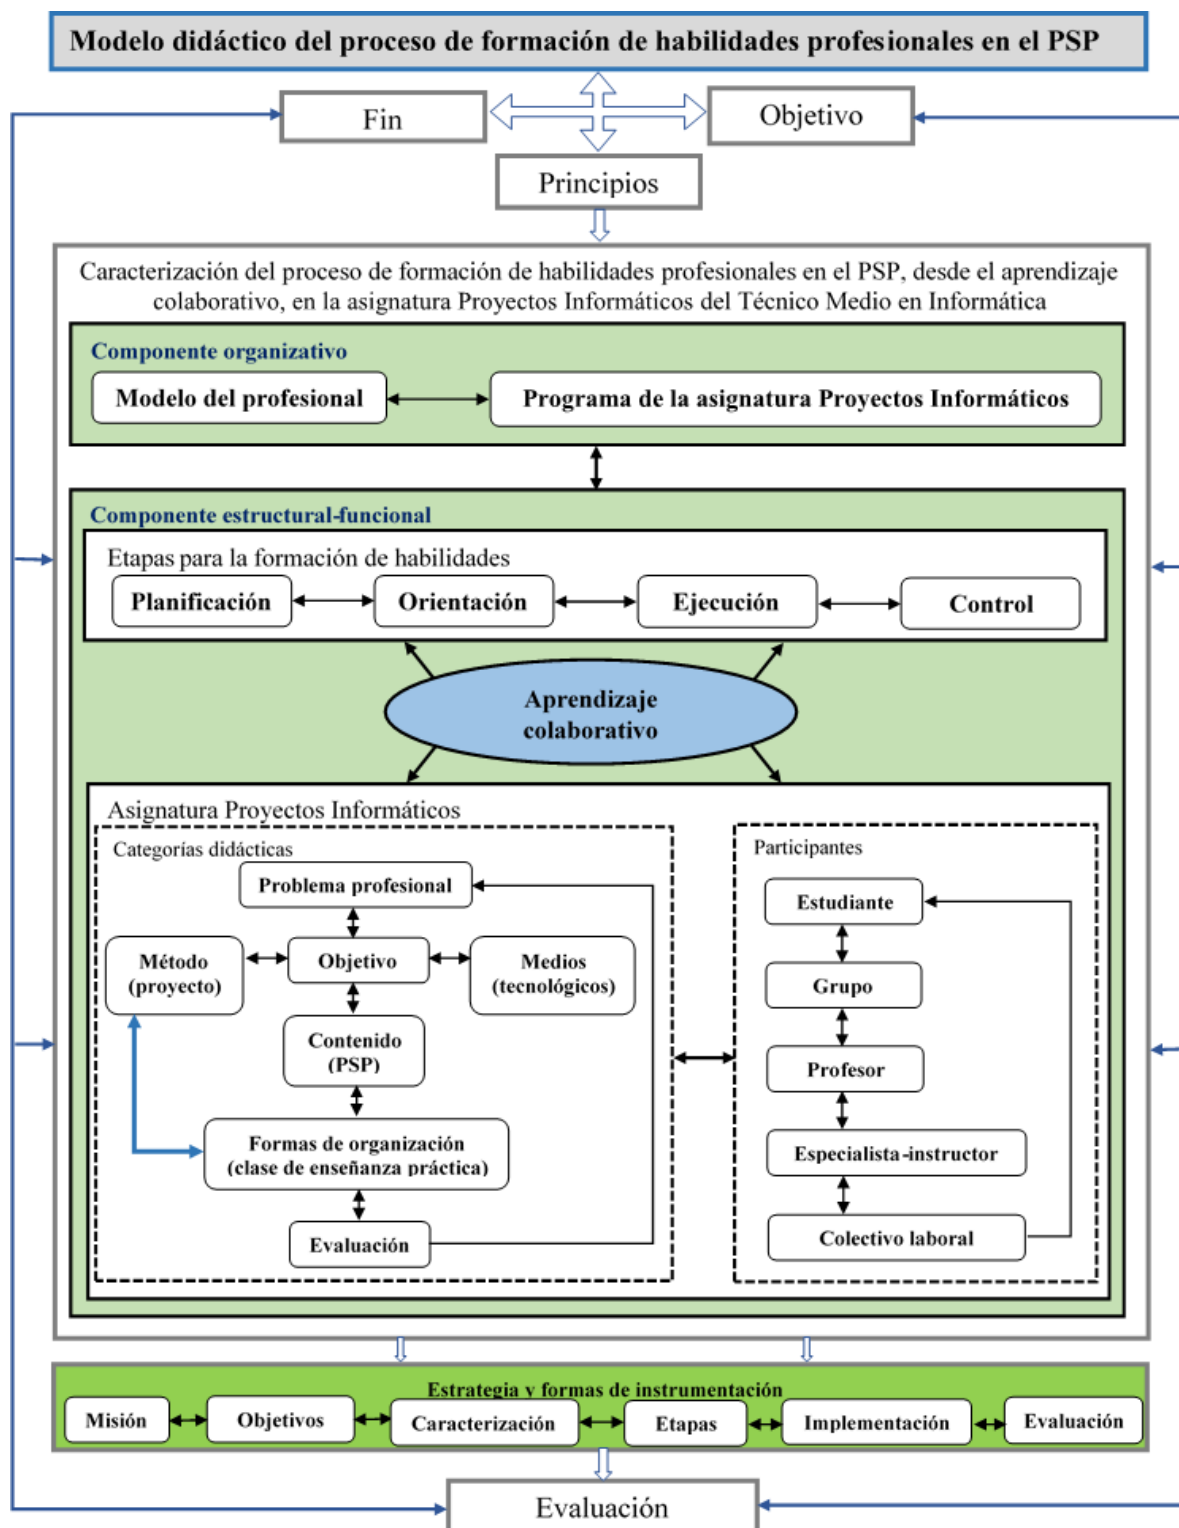 Modelo didáctico del proceso de formación de habilidades profesionales en el PSP
Fin
Objetivo
Principios
Caracterización del proceso de formación de habilidades profesionales en el PSP, desde el aprendizaje
colaborativo, en la asignatura Proyectos Informáticos del Técnico Medio en Informática
Componente organizativo
Modelo del profesional
Programa de la asignatura Proyectos Informáticos
Componente estructural-funcional
Etapas para la formación de habilidades
Planificación
Orientación
Ejecución
Control
Aprendizaje
colaborativo
Asignatura Proyectos Informáticos
Categorías didácticas
Problema profesional
Método
(proyecto)
Objetivo
Medios
(tecnológicos)
Contenido
(PSP)
Formas de organización
(clase de enseñanza práctica)
Evaluación
Participantes
Estudiante
Grupo
Profesor
Especialista-instructor
Colectivo laboral
Estrategia y formas de instrumentación
Misión
Objetivos
Caracterización
Etapas
Implementación
Evaluación
Evaluación